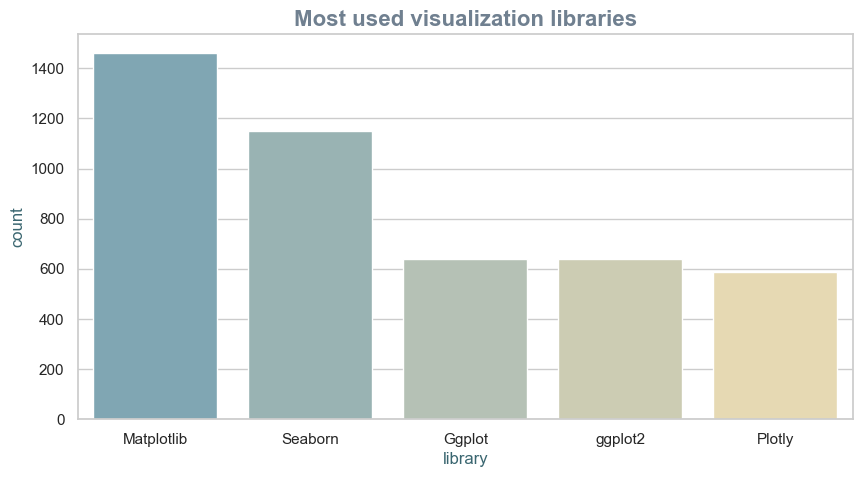 Most used visualization libraries
count
1400
1200
1000
800
600
400
200
0
Matplotlib Seaborn Ggplot ggplot2 Plotly
library